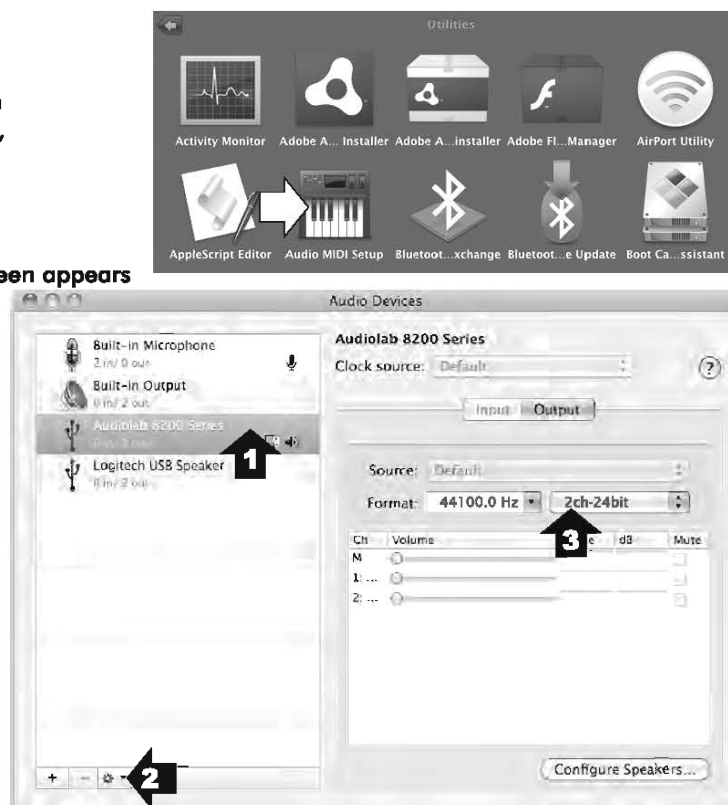 Utilities
Activity Monitor
Adobe A... Installer
Adobe A...installer
Adobe Fl...Manager
AirPort Utility
AppleScript Editor
Audio MIDI Setup
Bluetoot...xchange
Bluetoot...e Update
Boot Ca...ssistant
een appears
Audio Devices
Built-in Microphone
2 in/ 0 out
Built-in Output
0 in/ 2 out
Audiolab 8200 Series
0 in/ 2 out
Logitech USB Speaker
0 in/ 2 out
1
+ - 2
Audiolab 8200 Series
Clock source: Default
?
Input Output
Source: Default
Format: 44100.0 Hz 2ch-24bit
3
Ch Volume dB Mute
M
1: ...
2: ...
Configure Speakers...